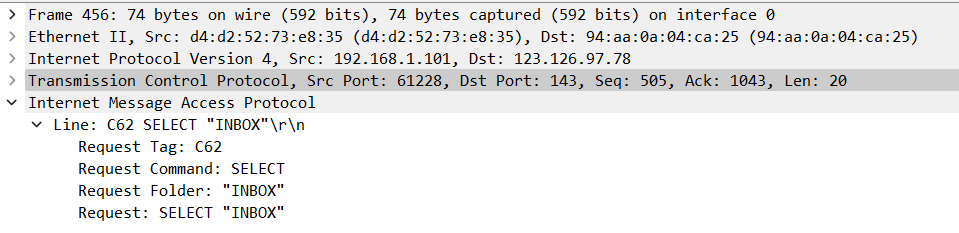 Frame 456: 74 bytes on wire (592 bits), 74 bytes captured (592 bits) on interface 0
Ethernet II, Src: d4:d2:52:73:e8:35 (d4:d2:52:73:e8:35), Dst: 94:aa:0a:04:ca:25 (94:aa:0a:04:ca:25)
Internet Protocol Version 4, Src: 192.168.1.101, Dst: 123.126.97.78
Transmission Control Protocol, Src Port: 61228, Dst Port: 143, Seq: 505, Ack: 1043, Len: 20
Internet Message Access Protocol
Line: C62 SELECT "INBOX"\r\n
Request Tag: C62
Request Command: SELECT
Request Folder: "INBOX"
Request: SELECT "INBOX"